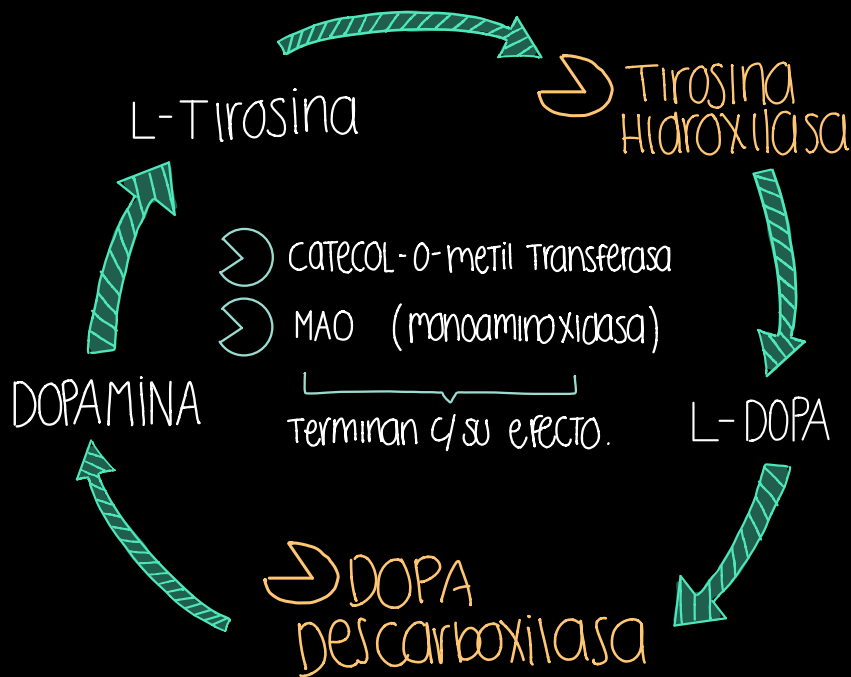 L-Tirosina
Tirosina
Hidroxilasa
CATECOL-O-metil Transferasa
MAO (monoaminoxidasa)
Terminan c/su efecto.
DOPAMiNA
L-DOPA
DOPA
Descarboxilasa